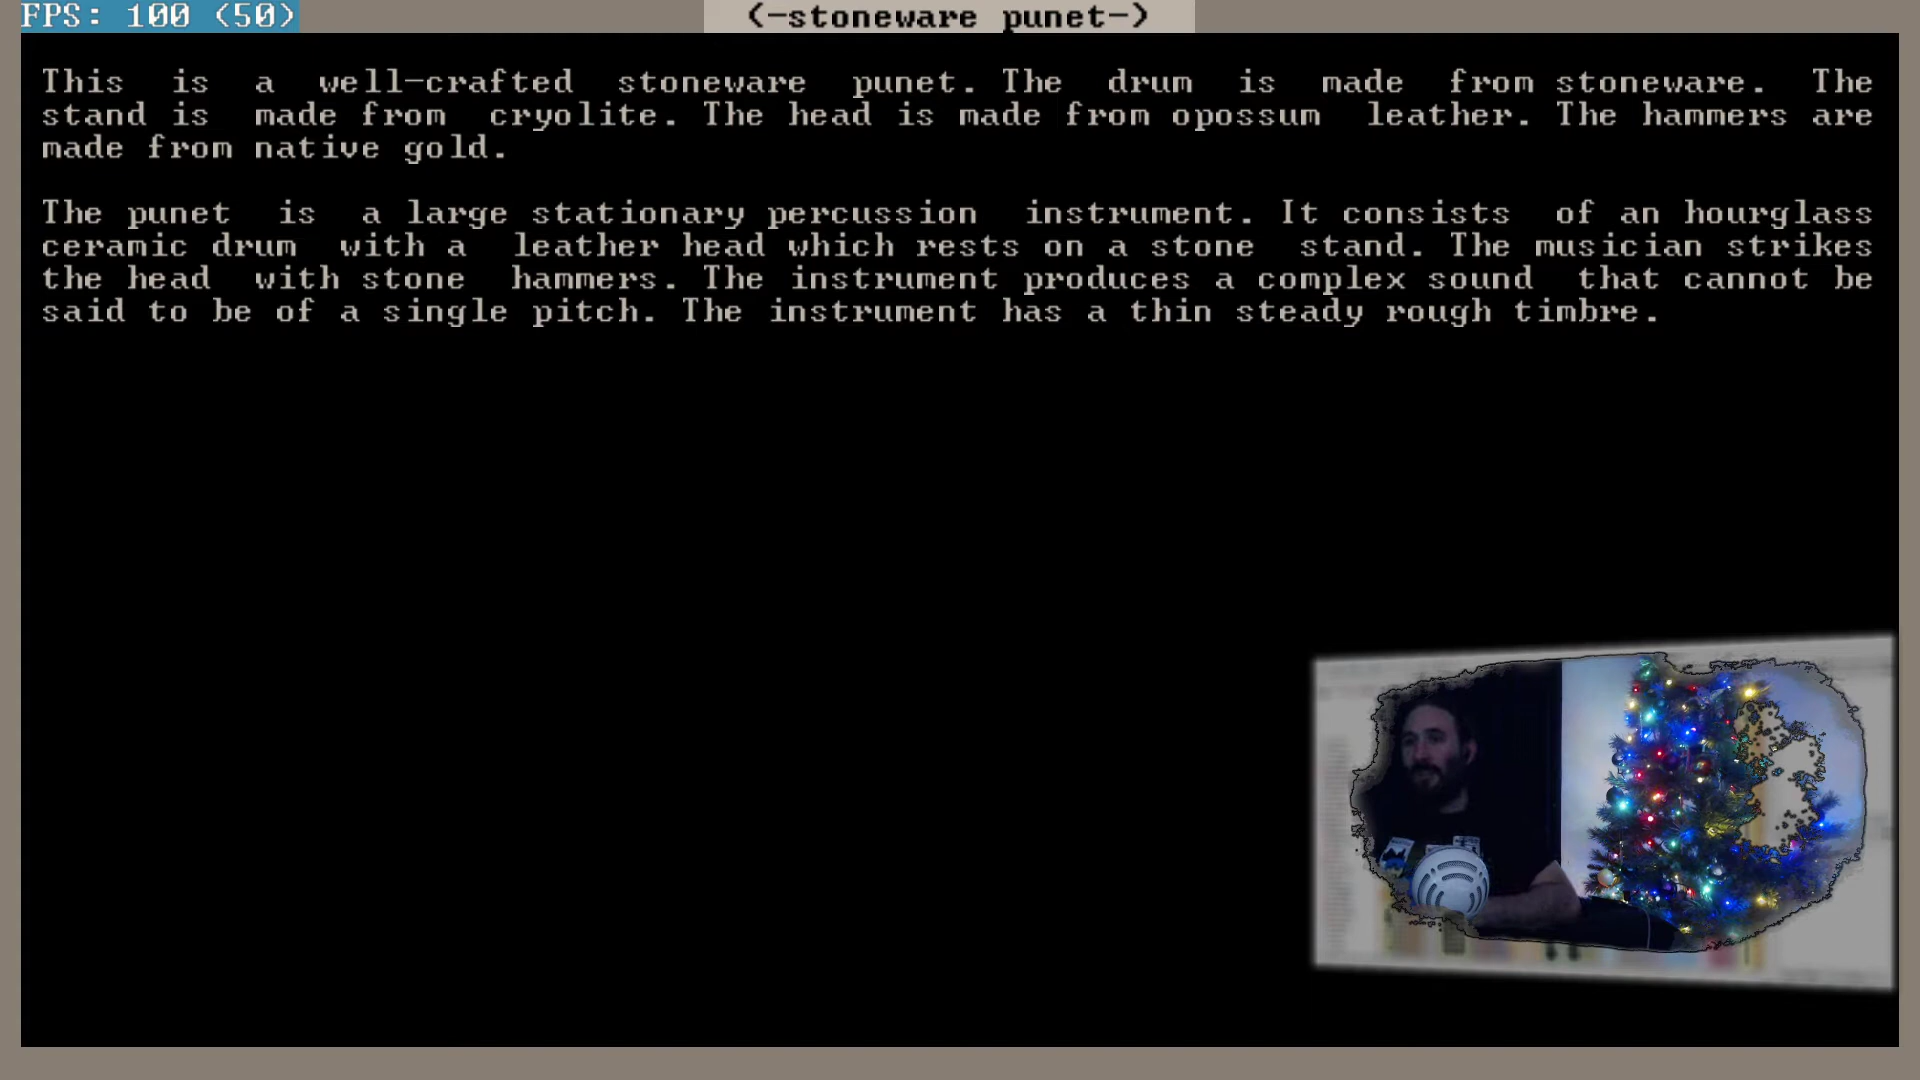 FPS: 100 (50)
(-stoneware punet-)
This is a well-crafted stoneware punet. The drum is made from stoneware. The
stand is made from cryolite. The head is made from opossum leather. The hammers are
made from native gold.
The punet is a large stationary percussion instrument. It consists of an hourglass
ceramic drum with a leather head which rests on a stone stand. The musician strikes
the head with stone hammers. The instrument produces a complex sound that cannot be
said to be of a single pitch. The instrument has a thin steady rough timbre.